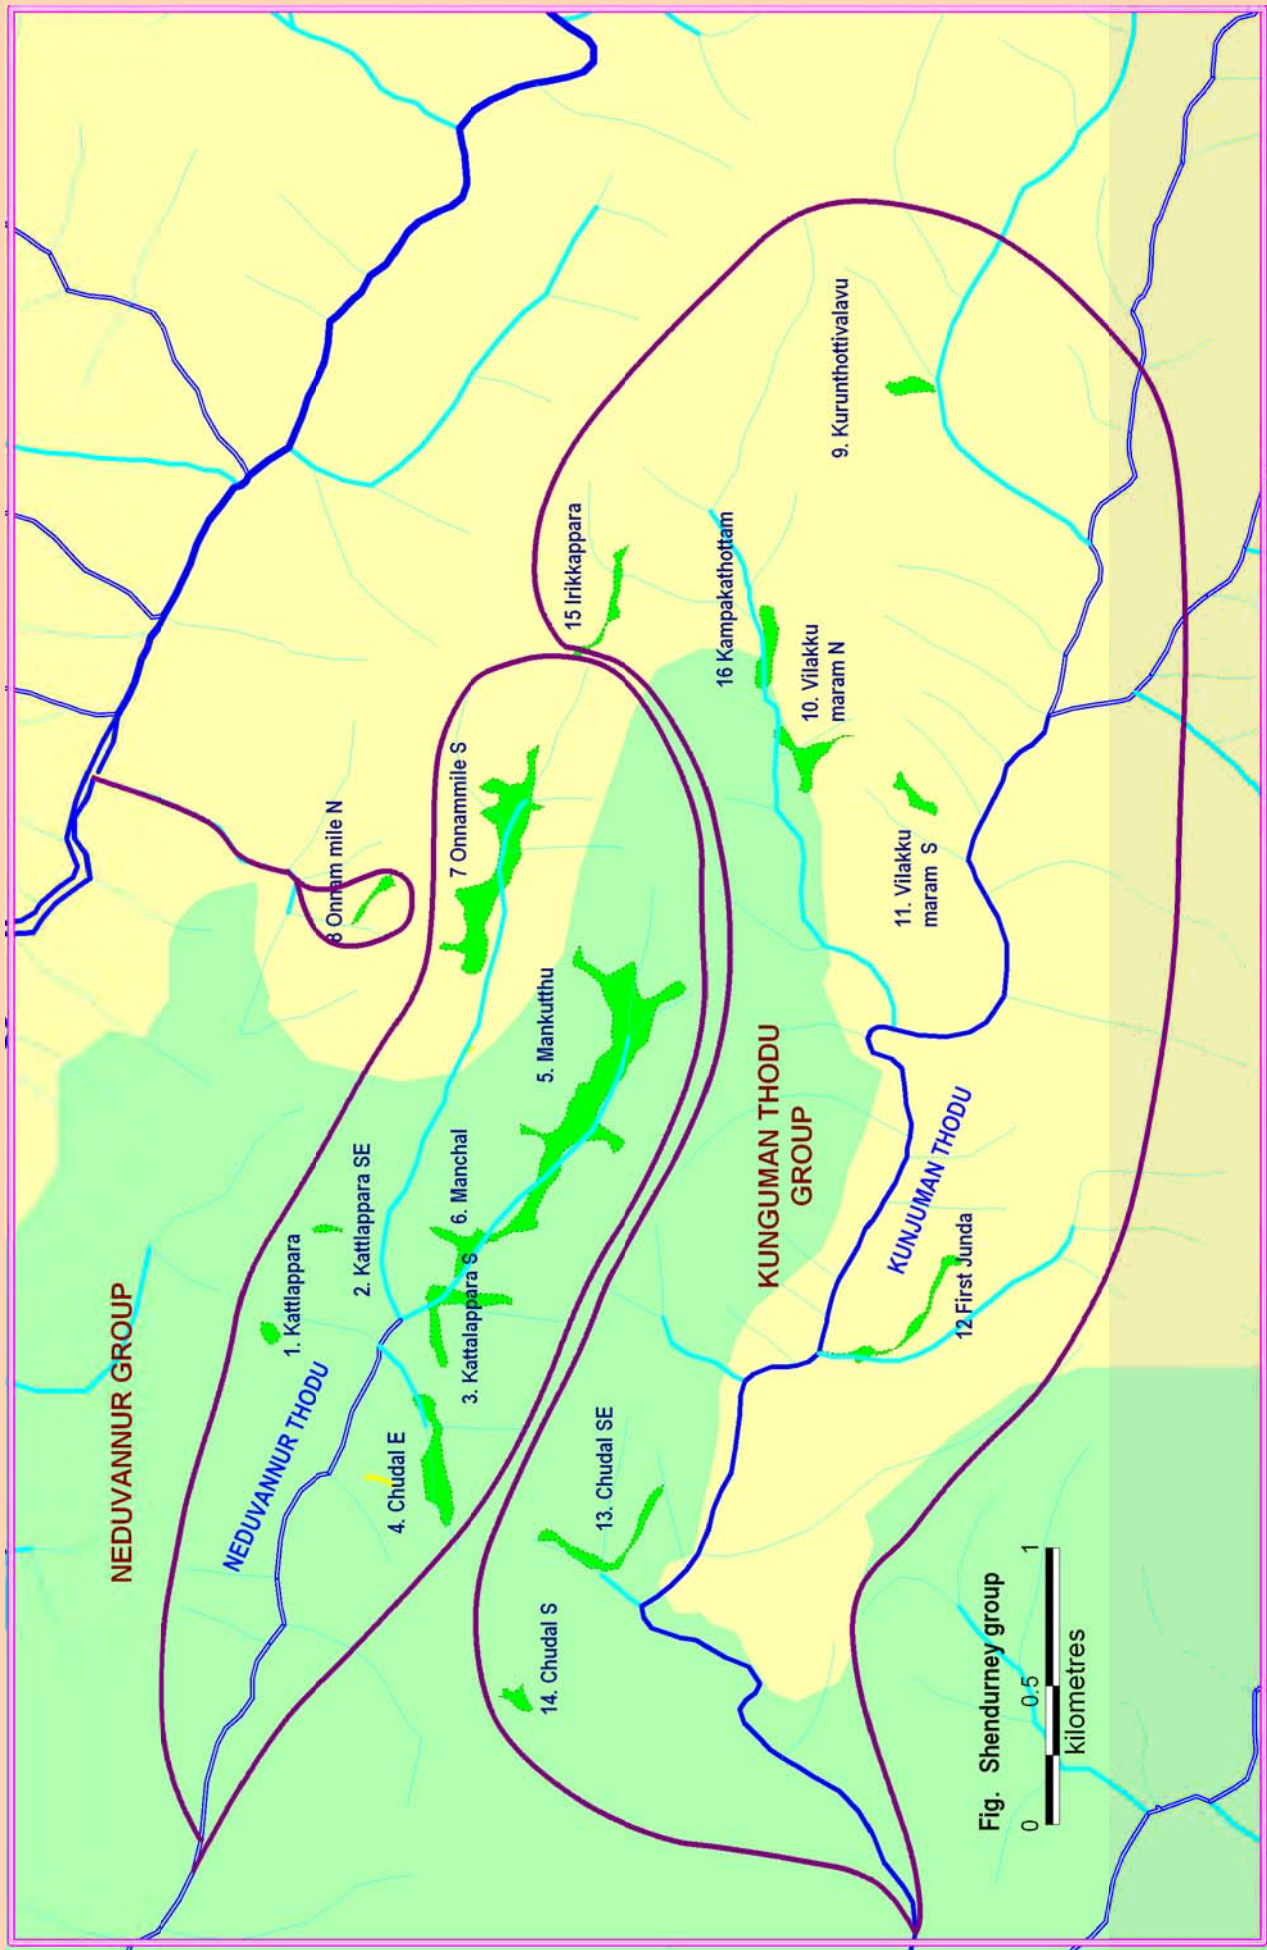 NEDUVANNUR GROUP
NEDUVANNUR THODU
1. Kattlappara
2. Kattlappara SE
3. Kattalappara S
4. Chudal E
5. Mankutthu
6. Manchal
7 Onnammile S
8 Onnam mile N
15 Irikkappara
16 Kampakathottam
9. Kurunthottivalavu
10. Vilakku
maram N
11. Vilakku
maram S
KUNGUMAN THODU
GROUP
KUNJUMAN THODU
12.First Junda
13. Chudal SE
14. Chudal S
Fig. Shendurney group
0 0.5 1
kilometres